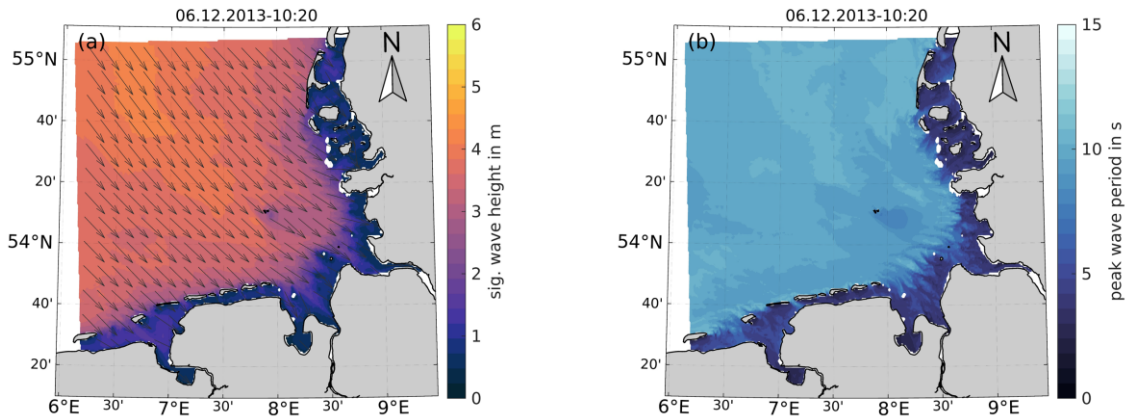 06.12.2013-10:20
(a)
N
55°N
40'
20'
54°N
40'
20'
6°E
30'
7°E
30'
8°E
30'
9°E
6
5
4
3
2
1
0
sig. wave height in m
06.12.2013-10:20
(b)
N
55°N
40'
20'
54°N
40'
20'
6°E
30'
7°E
30'
8°E
30'
9°E
15
10
5
0
peak wave period in s